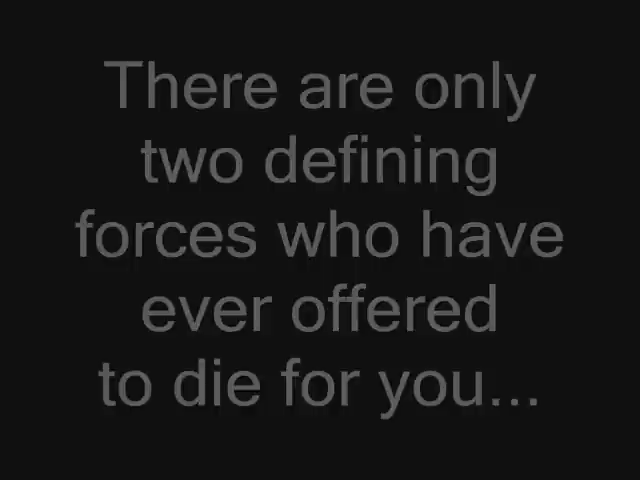 There are only
two defining
forces who have
ever offered
to die for you...